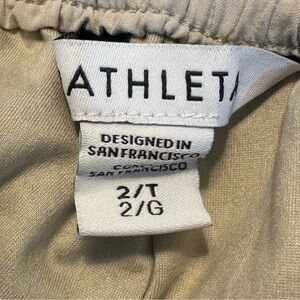 ATHLETA
DESIGNED IN
SAN FRANCISCO
SAN FRANCISCO
2/T
2/G